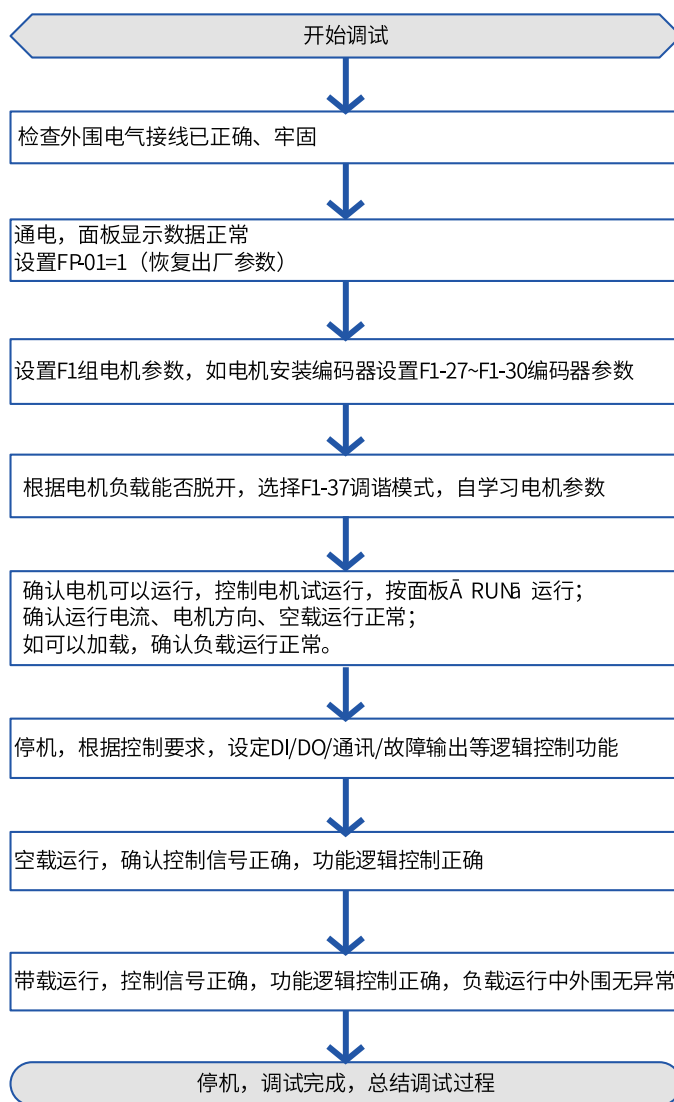 开始调试
检查外围电气接线已正确、牢固
通电，面板显示数据正常
设置FP-01=1（恢复出厂参数）
设置F1组电机参数，如电机安装编码器设置F1-27~F1-30编码器参数
根据电机负载能否脱开，选择F1-37调谐模式，自学习电机参数
确认电机可以运行，控制电机试运行，按面板Ā RUNā 运行；
确认运行电流、电机方向、空载运行正常；
如可以加载，确认负载运行正常。
停机，根据控制要求，设定DI/DO/通讯/故障输出等逻辑控制功能
空载运行，确认控制信号正确，功能逻辑控制正确
带载运行，控制信号正确，功能逻辑控制正确，负载运行中外围无异常
停机，调试完成，总结调试过程